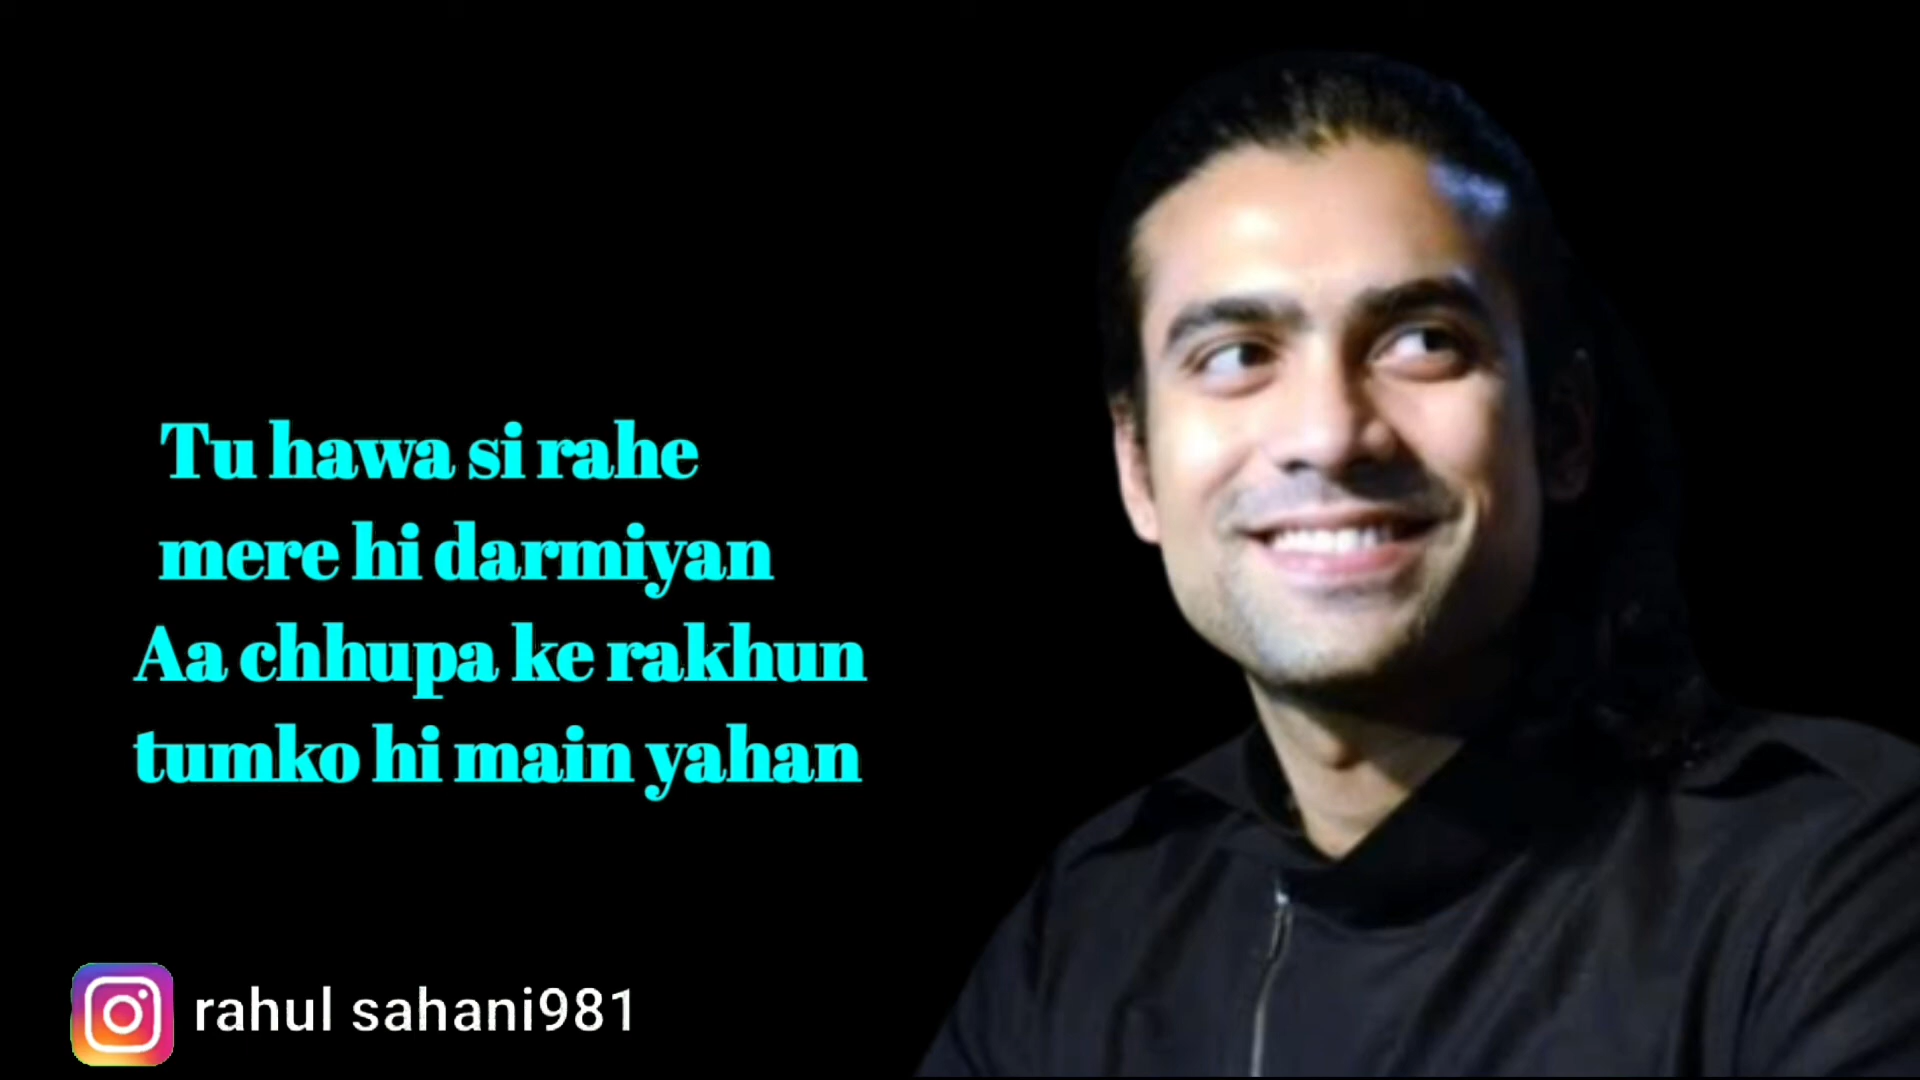 Tu hawa si rahe
mere hi darmiyan
Aa chhupa ke rakhun
tumko hi main yahan
rahul sahani981